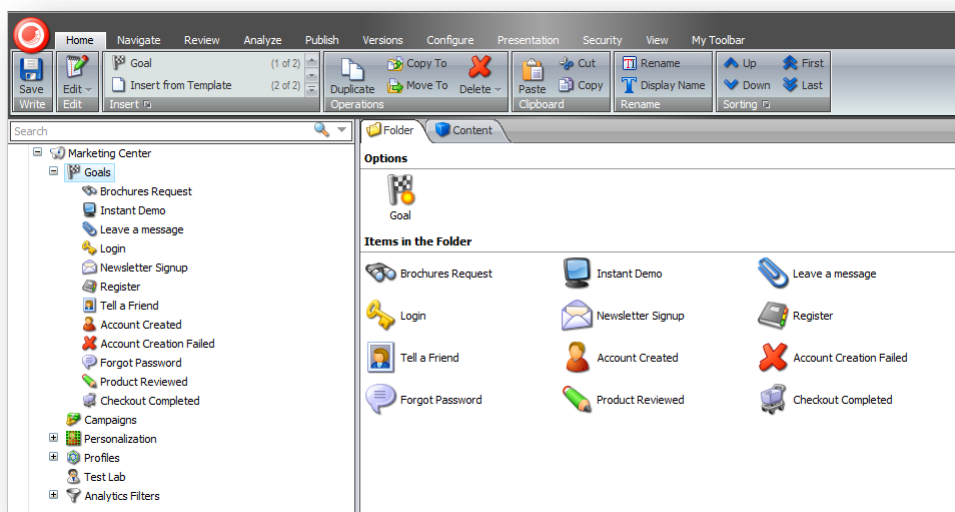 Home Navigate Review Analyze Publish Versions Configure Presentation Security View My Toolbar
Goal (1 of 2) Copy To Cut Rename Up First
Save Edit Insert from Template (2 of 2) Duplicate Move To Delete Paste Copy Display Name Down Last
Write Edit Insert Operations Clipboard Rename Sorting
Search
Folder Content
Marketing Center
Goals
Brochures Request
Instant Demo
Leave a message
Login
Newsletter Signup
Register
Tell a Friend
Account Created
Account Creation Failed
Forgot Password
Product Reviewed
Checkout Completed
Campaigns
Personalization
Profiles
Test Lab
Analytics Filters
Options
Goal
Items in the Folder
Brochures Request Instant Demo Leave a message
Login Newsletter Signup Register
Tell a Friend Account Created Account Creation Failed
Forgot Password Product Reviewed Checkout Completed